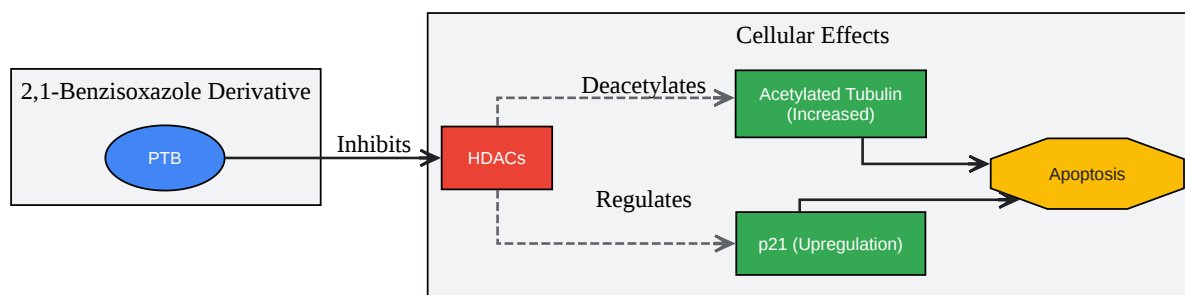 Cellular Effects
2,1-Benzisoxazole Derivative
PTB
Inhibits
HDACs
Deacetylates
Acetylated Tubulin
(Increased)
Regulates
p21 (Upregulation)
Apoptosis